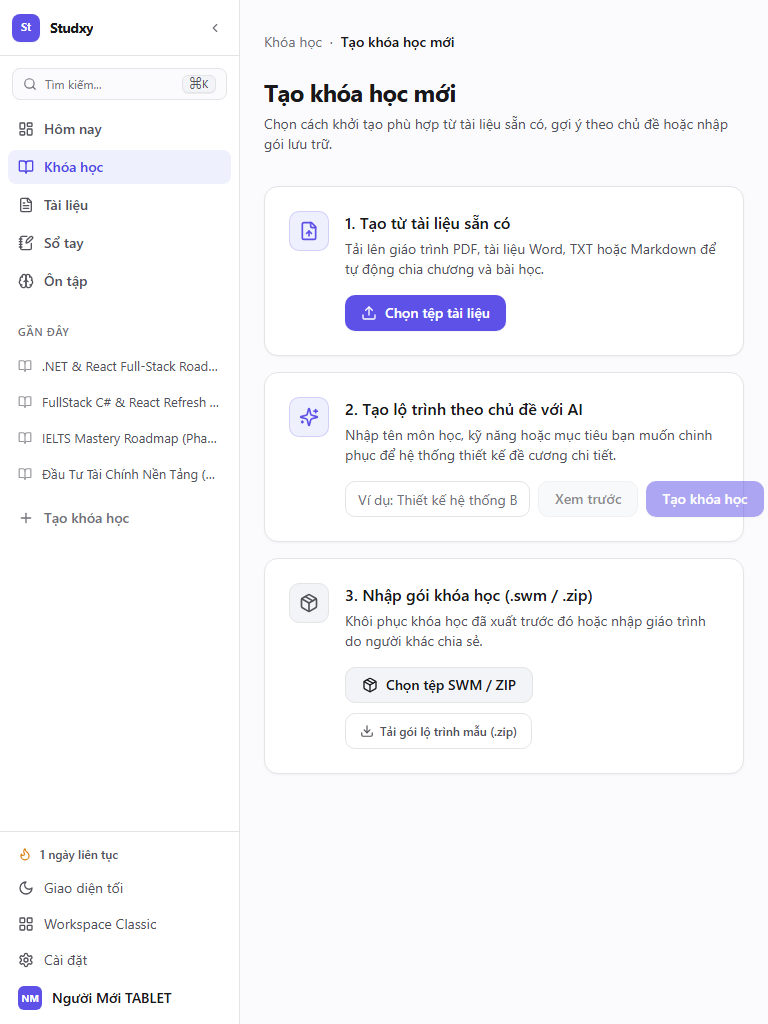 St Studxy
Tìm kiếm... ⌘K
Hôm nay
Khóa học
Tài liệu
Sổ tay
Ôn tập
GẦN ĐÂY
.NET & React Full-Stack Road...
FullStack C# & React Refresh ...
IELTS Mastery Roadmap (Pha...
Đầu Tư Tài Chính Nền Tảng (...
Tạo khóa học
1 ngày liên tục
Giao diện tối
Workspace Classic
Cài đặt
NM Người Mới TABLET
Khóa học · Tạo khóa học mới
Tạo khóa học mới
Chọn cách khởi tạo phù hợp từ tài liệu sẵn có, gợi ý theo chủ đề hoặc nhập
gói lưu trữ.
1. Tạo từ tài liệu sẵn có
Tải lên giáo trình PDF, tài liệu Word, TXT hoặc Markdown để
tự động chia chương và bài học.
Chọn tệp tài liệu
2. Tạo lộ trình theo chủ đề với AI
Nhập tên môn học, kỹ năng hoặc mục tiêu bạn muốn chinh
phục để hệ thống thiết kế đề cương chi tiết.
Ví dụ: Thiết kế hệ thống B
Xem trước
Tạo khóa học
3. Nhập gói khóa học (.swm / .zip)
Khôi phục khóa học đã xuất trước đó hoặc nhập giáo trình
do người khác chia sẻ.
Chọn tệp SWM / ZIP
Tải gói lộ trình mẫu (.zip)